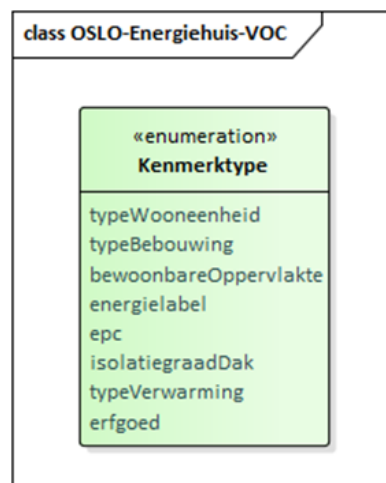 class OSLO-Energiehuis-VOC
«enumeration»
Kenmerktype
typeWooneenheid
typeBebouwing
bewoonbareOppervlakte
energielabel
epc
isolatiegraadDak
typeVerwarming
erfgoed